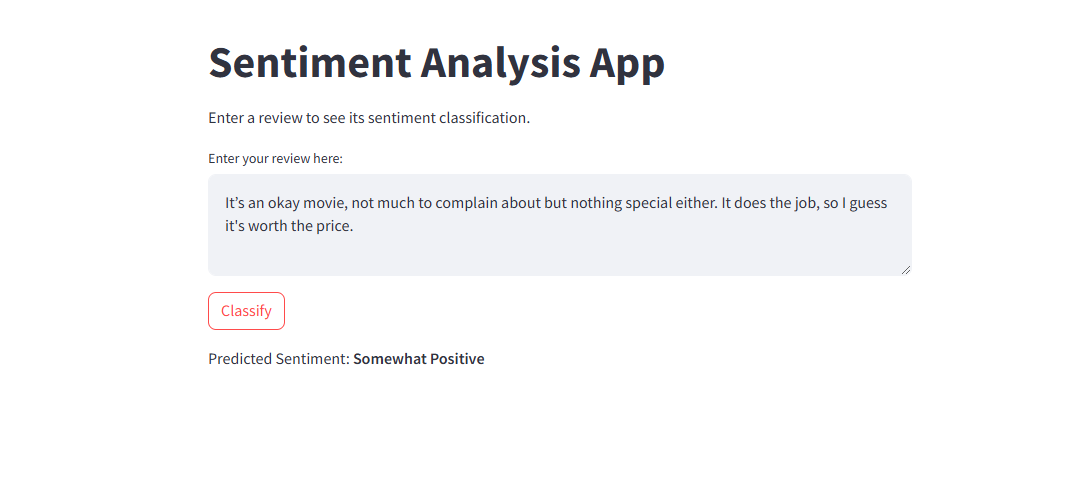 Sentiment Analysis App
Enter a review to see its sentiment classification.
Enter your review here:
It’s an okay movie, not much to complain about but nothing special either. It does the job, so I guess
it's worth the price.
Classify
Predicted Sentiment: Somewhat Positive